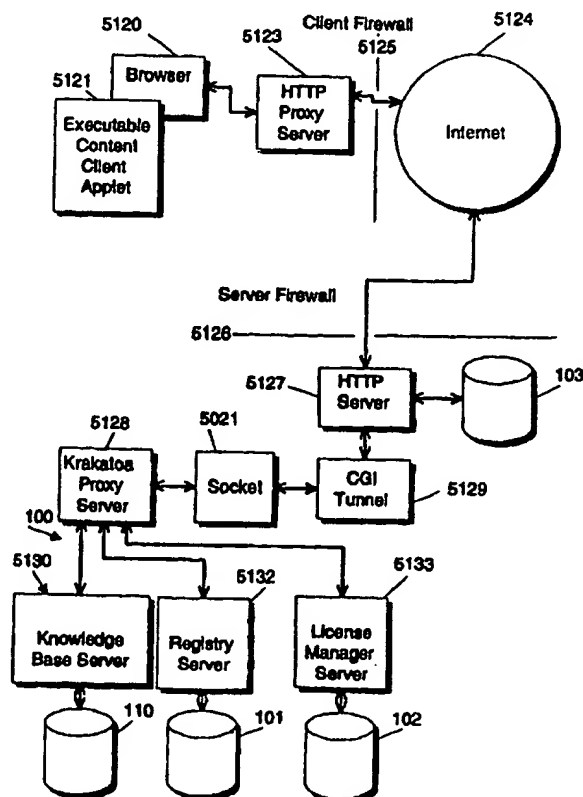 Client Firewall
5120
5123
5125
5124
5121
Browser
HTTP
Proxy
Server
Internet
Executable
Content
Client
Applet
Server Firewall
5126
5127
HTTP
Server
103
5128
5021
Krakatoa
Proxy
Server
Socket
CGI
Tunnel
5129
100
5130
5132
5133
Knowledge
Base Server
Registry
Server
License
Manager
Server
110
101
102